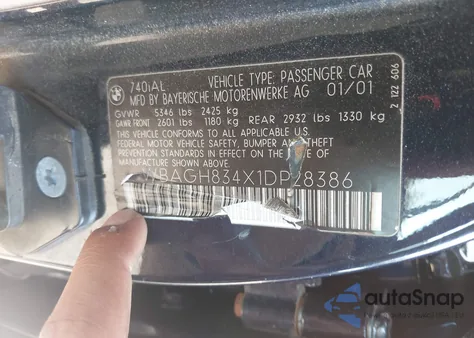 740iAL VEHICLE TYPE: PASSENGER CAR
MFD BY BAYERISCHE MOTORENWERKE AG 01/01
GVWR 5346 lbs 2425 kg
GAWR FRONT 2601 lbs 1180 kg REAR 2932 lbs 1330 kg
THIS VEHICLE CONFORMS TO ALL APPLICABLE U.S.
FEDERAL MOTOR VEHICLE SAFETY, BUMPER AND THEFT
PREVENTION STANDARDS IN EFFECT ON THE DATE OF
MANUFACTURE SHOWN ABOVE.
BAGH834X1DP28386
2 122 606
autoSnap